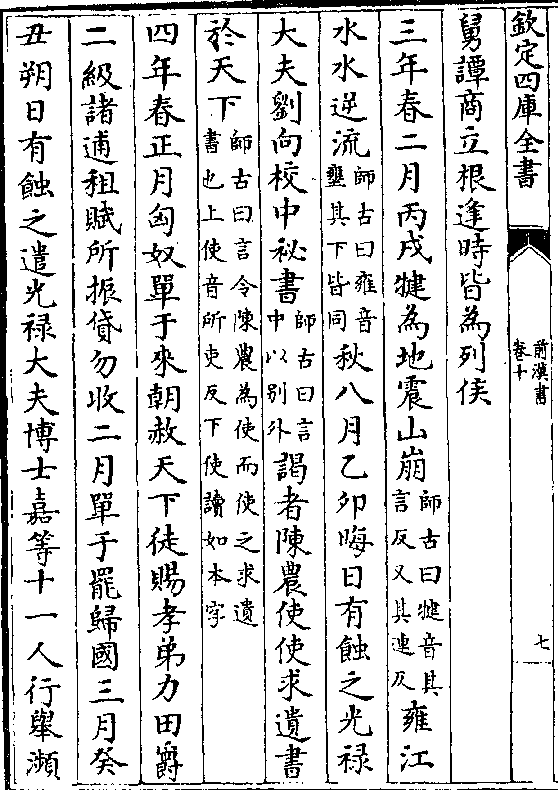 欽定四庫全書
前漢書
卷十
七
舅譚商立根逢時皆為列侯
三年春二月丙戌犍為地震山崩師古曰犍音其言反又其連反雍江
水水逆流師古曰雍音壅其下皆同秋八月乙卯晦日有蝕之光禄
大夫劉向校中祕書師古曰言中以别外謁者陳農使使求遺書
於天下師古曰言令陳農為使而使之求遺書也上使音所吏反下使讀如本字
四年春正月匈奴單于來朝赦天下徒賜孝弟力田爵
二級諸逋租賦所振貸勿收二月單于罷歸國三月癸
丑朔日有蝕之遣光禄大夫博士嘉等十一人行舉瀕